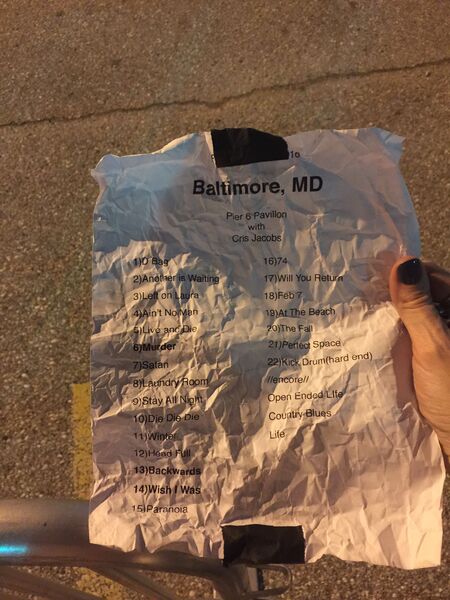 Baltimore, MD
Pier 6 Pavilion
with
Cris Jacobs
1)D Bag
2)Another is Waiting
3)Left on Laura
4)Ain't No Man
5)Live and Die
6)Murder
7)Satan
8)Laundry Room
9)Stay All Night
10)Die Die Die
11)Winter
12)Head Full
13)Backwards
14)Wish I Was
15)Paranoia
16)74
17)Will You Return
18)Feb 7
19)At The Beach
20)The Fall
21)Perfect Space
22)Kick Drum(hard end)
//encore//
Open Ended Life
Country Blues
Life